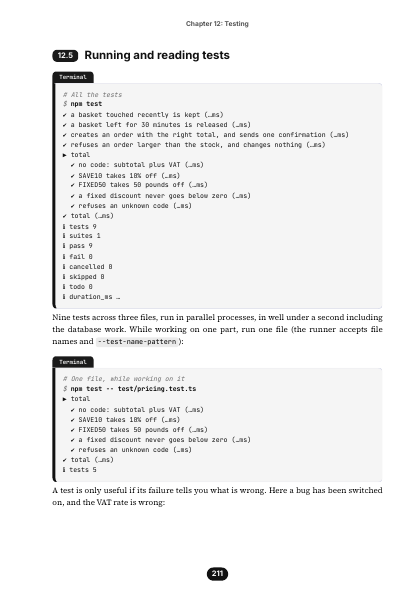 Chapter 12: Testing
12.5 Running and reading tests
Terminal
# All the tests
$ npm test
✔ a basket touched recently is kept (…ms)
✔ a basket left for 30 minutes is released (…ms)
✔ creates an order with the right total, and sends one confirmation (…ms)
✔ refuses an order larger than the stock, and changes nothing (…ms)
▶ total
✔ no code: subtotal plus VAT (…ms)
✔ SAVE10 takes 10% off (…ms)
✔ FIXED50 takes 50 pounds off (…ms)
✔ a fixed discount never goes below zero (…ms)
✔ refuses an unknown code (…ms)
✔ total (…ms)
ℹ tests 9
ℹ suites 1
ℹ pass 9
ℹ fail 0
ℹ cancelled 0
ℹ skipped 0
ℹ todo 0
ℹ duration_ms …
Nine tests across three files, run in parallel processes, in well under a second including
the database work. While working on one part, run one file (the runner accepts file
names and --test-name-pattern):
Terminal
# One file, while working on it
$ npm test -- test/pricing.test.ts
▶ total
✔ no code: subtotal plus VAT (…ms)
✔ SAVE10 takes 10% off (…ms)
✔ FIXED50 takes 50 pounds off (…ms)
✔ a fixed discount never goes below zero (…ms)
✔ refuses an unknown code (…ms)
✔ total (…ms)
ℹ tests 5
A test is only useful if its failure tells you what is wrong. Here a bug has been switched
on, and the VAT rate is wrong:
211